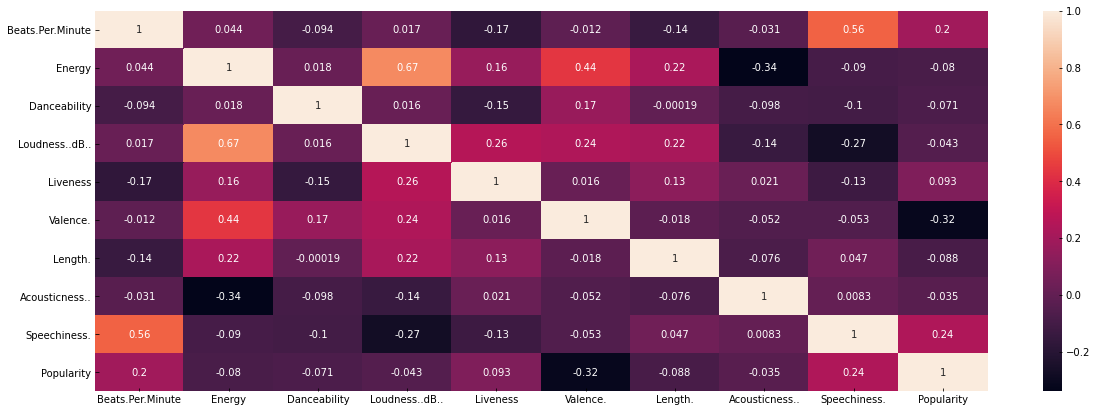 Beats.Per.Minute 1 0.044 -0.094 0.017 -0.17 -0.012 -0.14 -0.031 0.56 0.2
Energy 0.044 1 0.018 0.67 0.16 0.44 0.22 -0.34 -0.09 -0.08
Danceability -0.094 0.018 1 0.016 -0.15 0.17 -0.00019 -0.098 -0.1 -0.071
Loudness..dB.. 0.017 0.67 0.016 1 0.26 0.24 0.22 -0.14 -0.27 -0.043
Liveness -0.17 0.16 -0.15 0.26 1 0.016 0.13 0.021 -0.13 0.093
Valence. -0.012 0.44 0.17 0.24 0.016 1 -0.018 -0.052 -0.053 -0.32
Length. -0.14 0.22 -0.00019 0.22 0.13 -0.018 1 -0.076 0.047 -0.088
Acousticness.. -0.031 -0.34 -0.098 -0.14 0.021 -0.052 -0.076 1 0.0083 -0.035
Speechiness. 0.56 -0.09 -0.1 -0.27 -0.13 -0.053 0.047 0.0083 1 0.24
Popularity 0.2 -0.08 -0.071 -0.043 0.093 -0.32 -0.088 -0.035 0.24 1
Beats.Per.Minute Energy Danceability Loudness..dB.. Liveness Valence. Length. Acousticness.. Speechiness. Popularity
1.0
0.8
0.6
0.4
0.2
0.0
−0.2